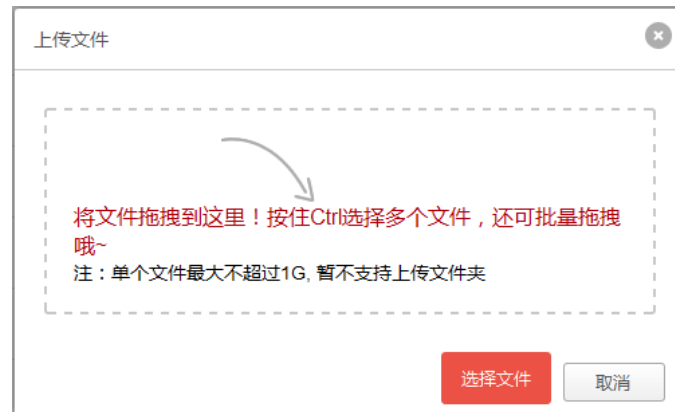 上传文件
将文件拖拽到这里！按住Ctrl选择多个文件，还可批量拖拽
哦~
注：单个文件最大不超过1G, 暂不支持上传文件夹
选择文件
取消